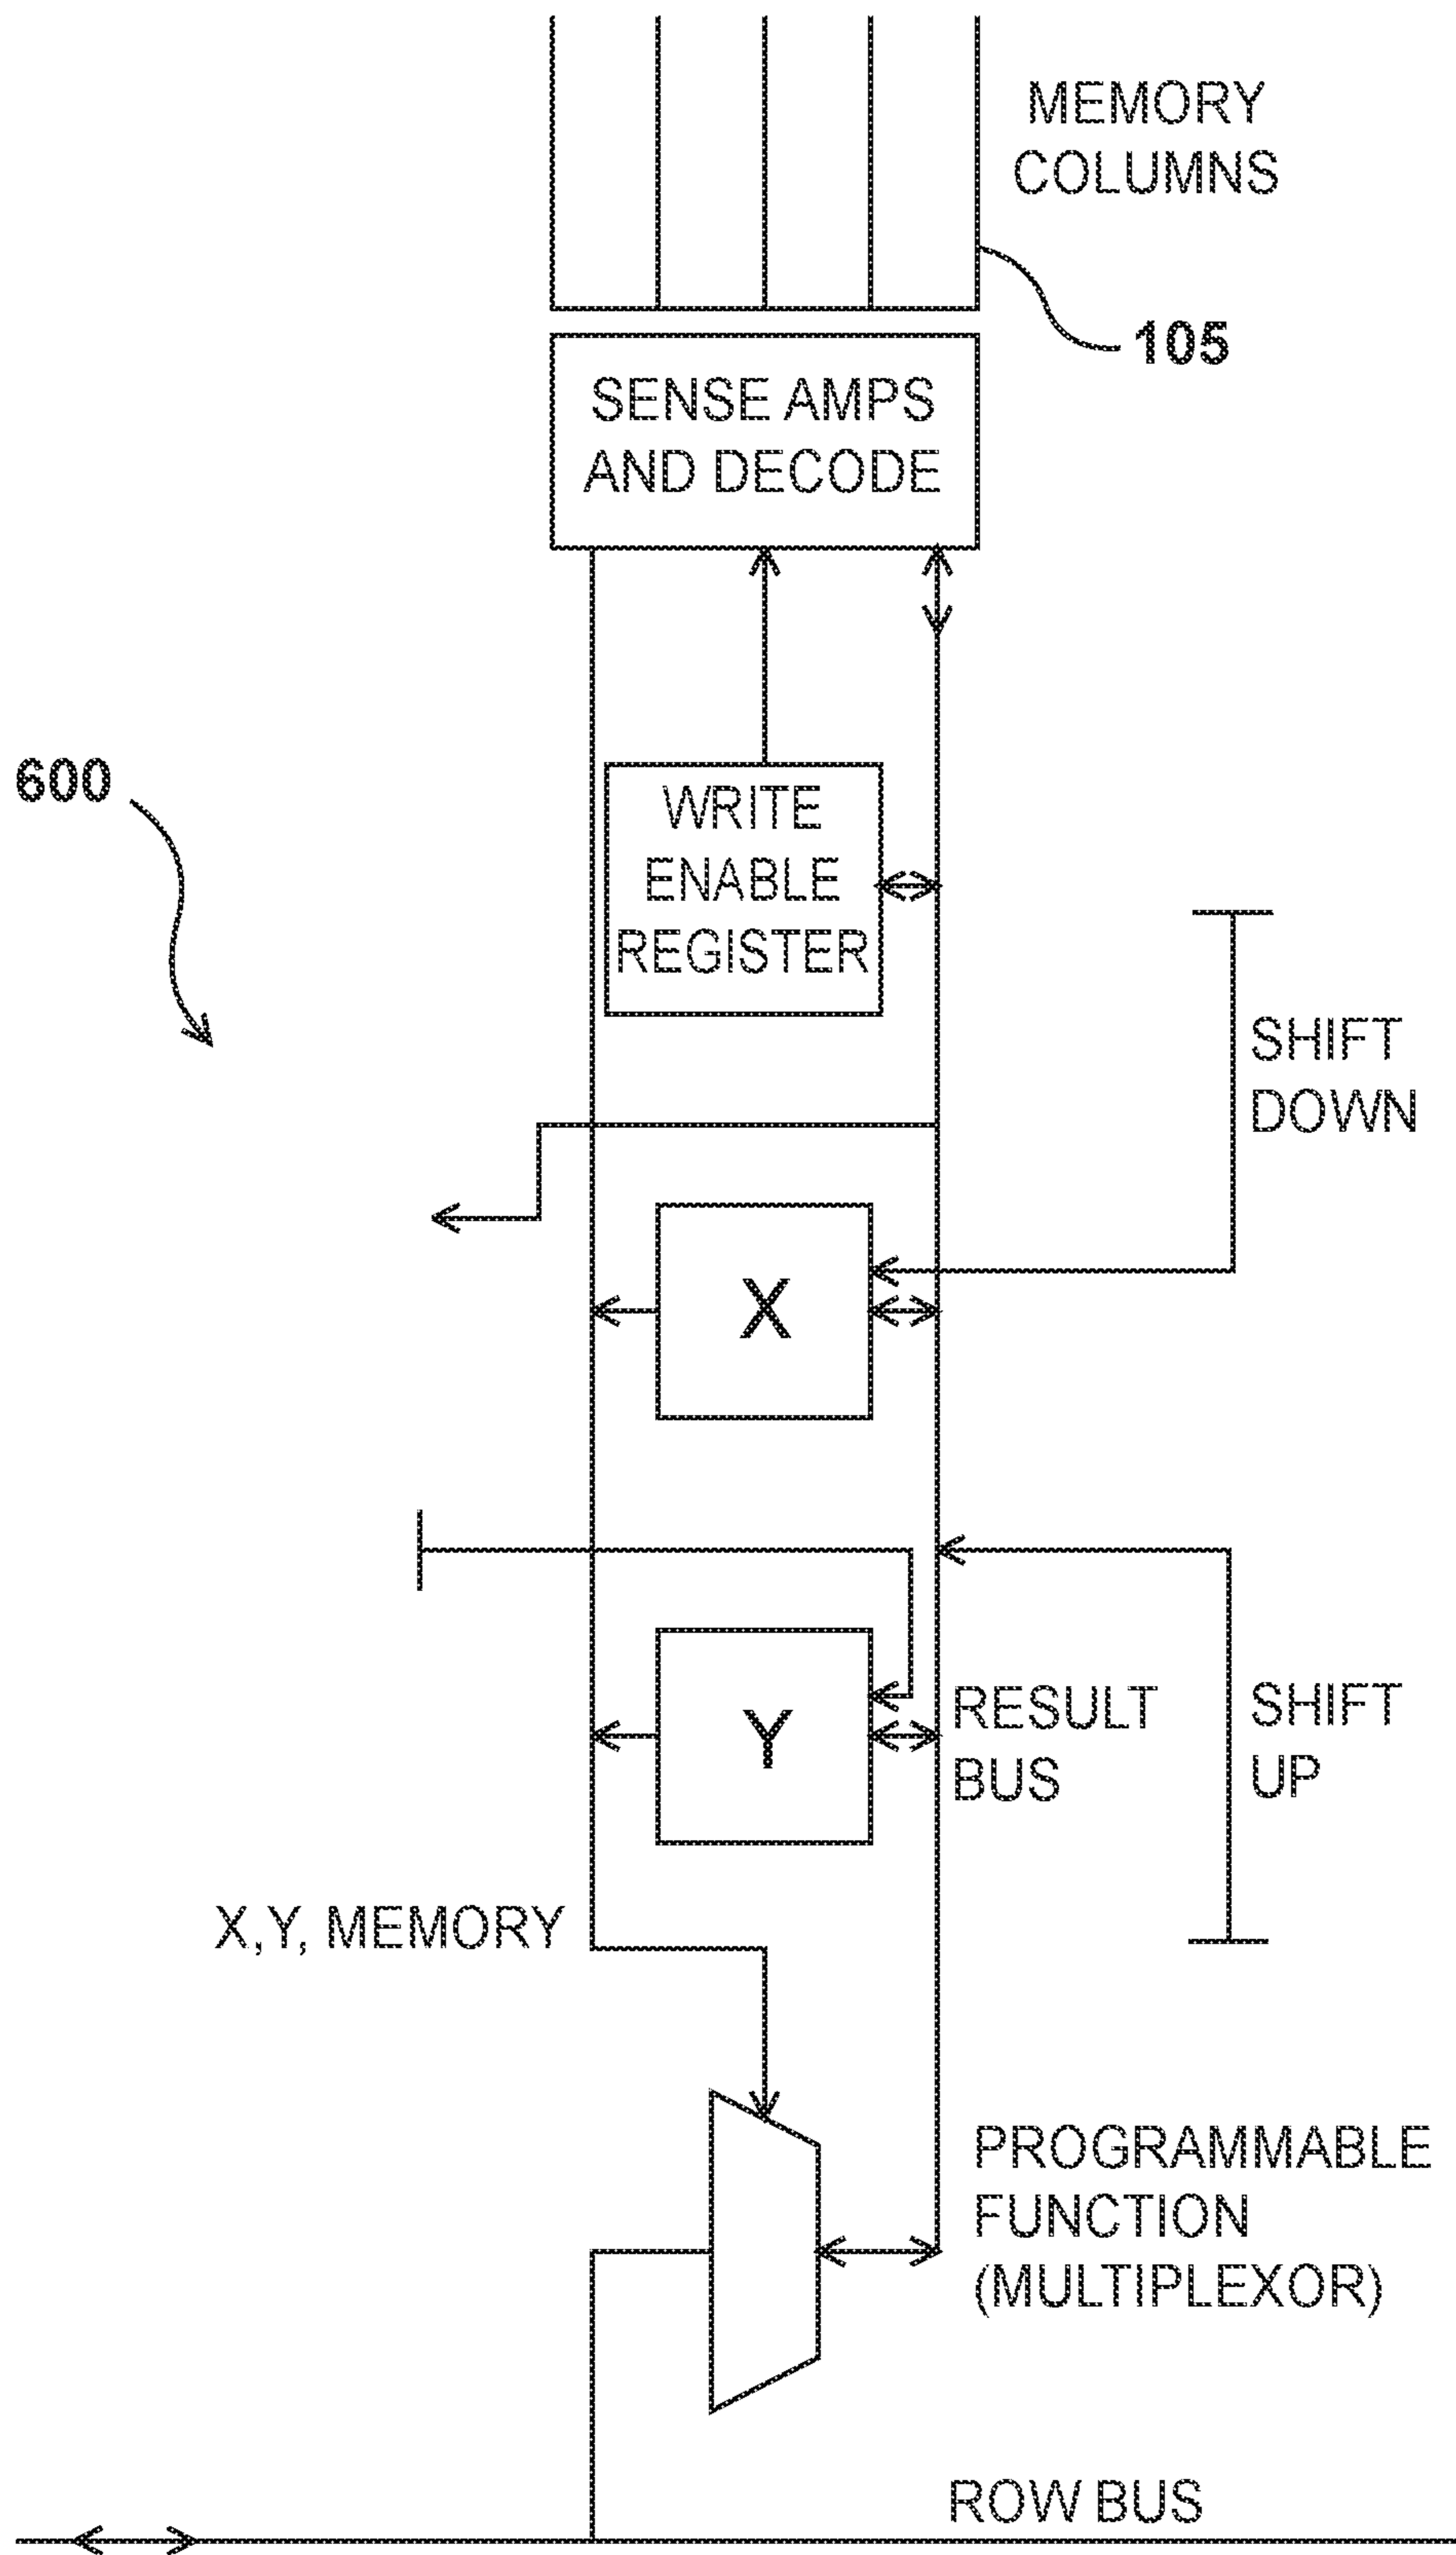 MEMORY
COLUMNS
105
SENSE AMPS
AND DECODE
600
WRITE
ENABLE
REGISTER
SHIFT
DOWN
X
Y
RESULT
BUS
SHIFT
UP
X,Y, MEMORY
PROGRAMMABLE
FUNCTION
(MULTIPLEXOR)
ROW BUS